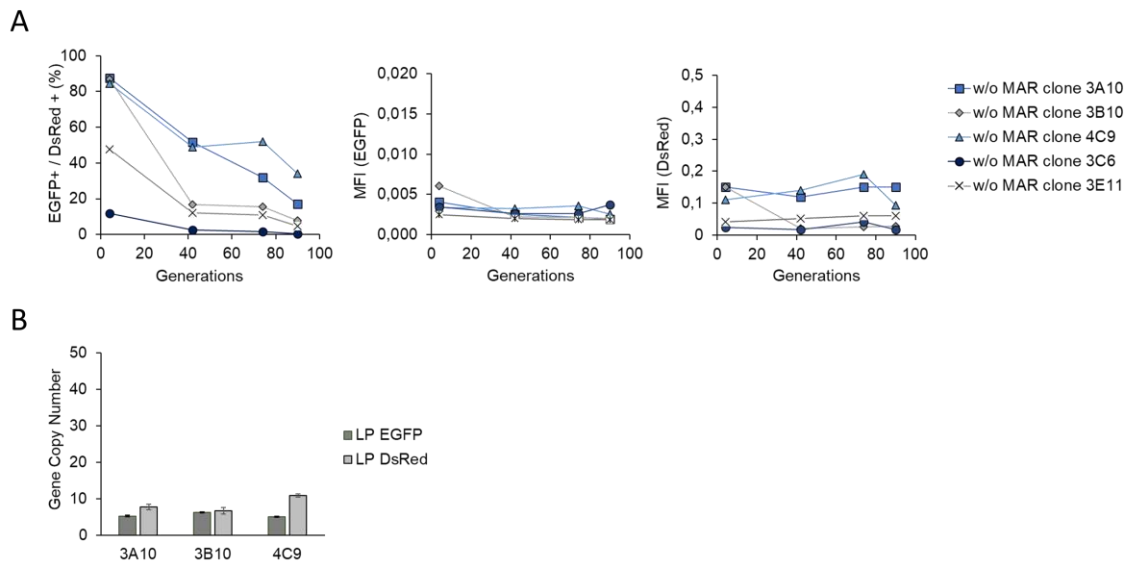 A
EGFP+ / DsRed + (%)
100
80
60
40
20
0
0 20 40 60 80 100
Generations
MFI (EGFP)
0,020
0,015
0,010
0,005
0,000
0 20 40 60 80 100
Generations
MFI (DsRed)
0,5
0,4
0,3
0,2
0,1
0
0 20 40 60 80 100
Generations
w/o MAR clone 3A10
w/o MAR clone 3B10
w/o MAR clone 4C9
w/o MAR clone 3C6
w/o MAR clone 3E11
B
Gene Copy Number
50
40
30
20
10
0
3A10 3B10 4C9
LP EGFP
LP DsRed